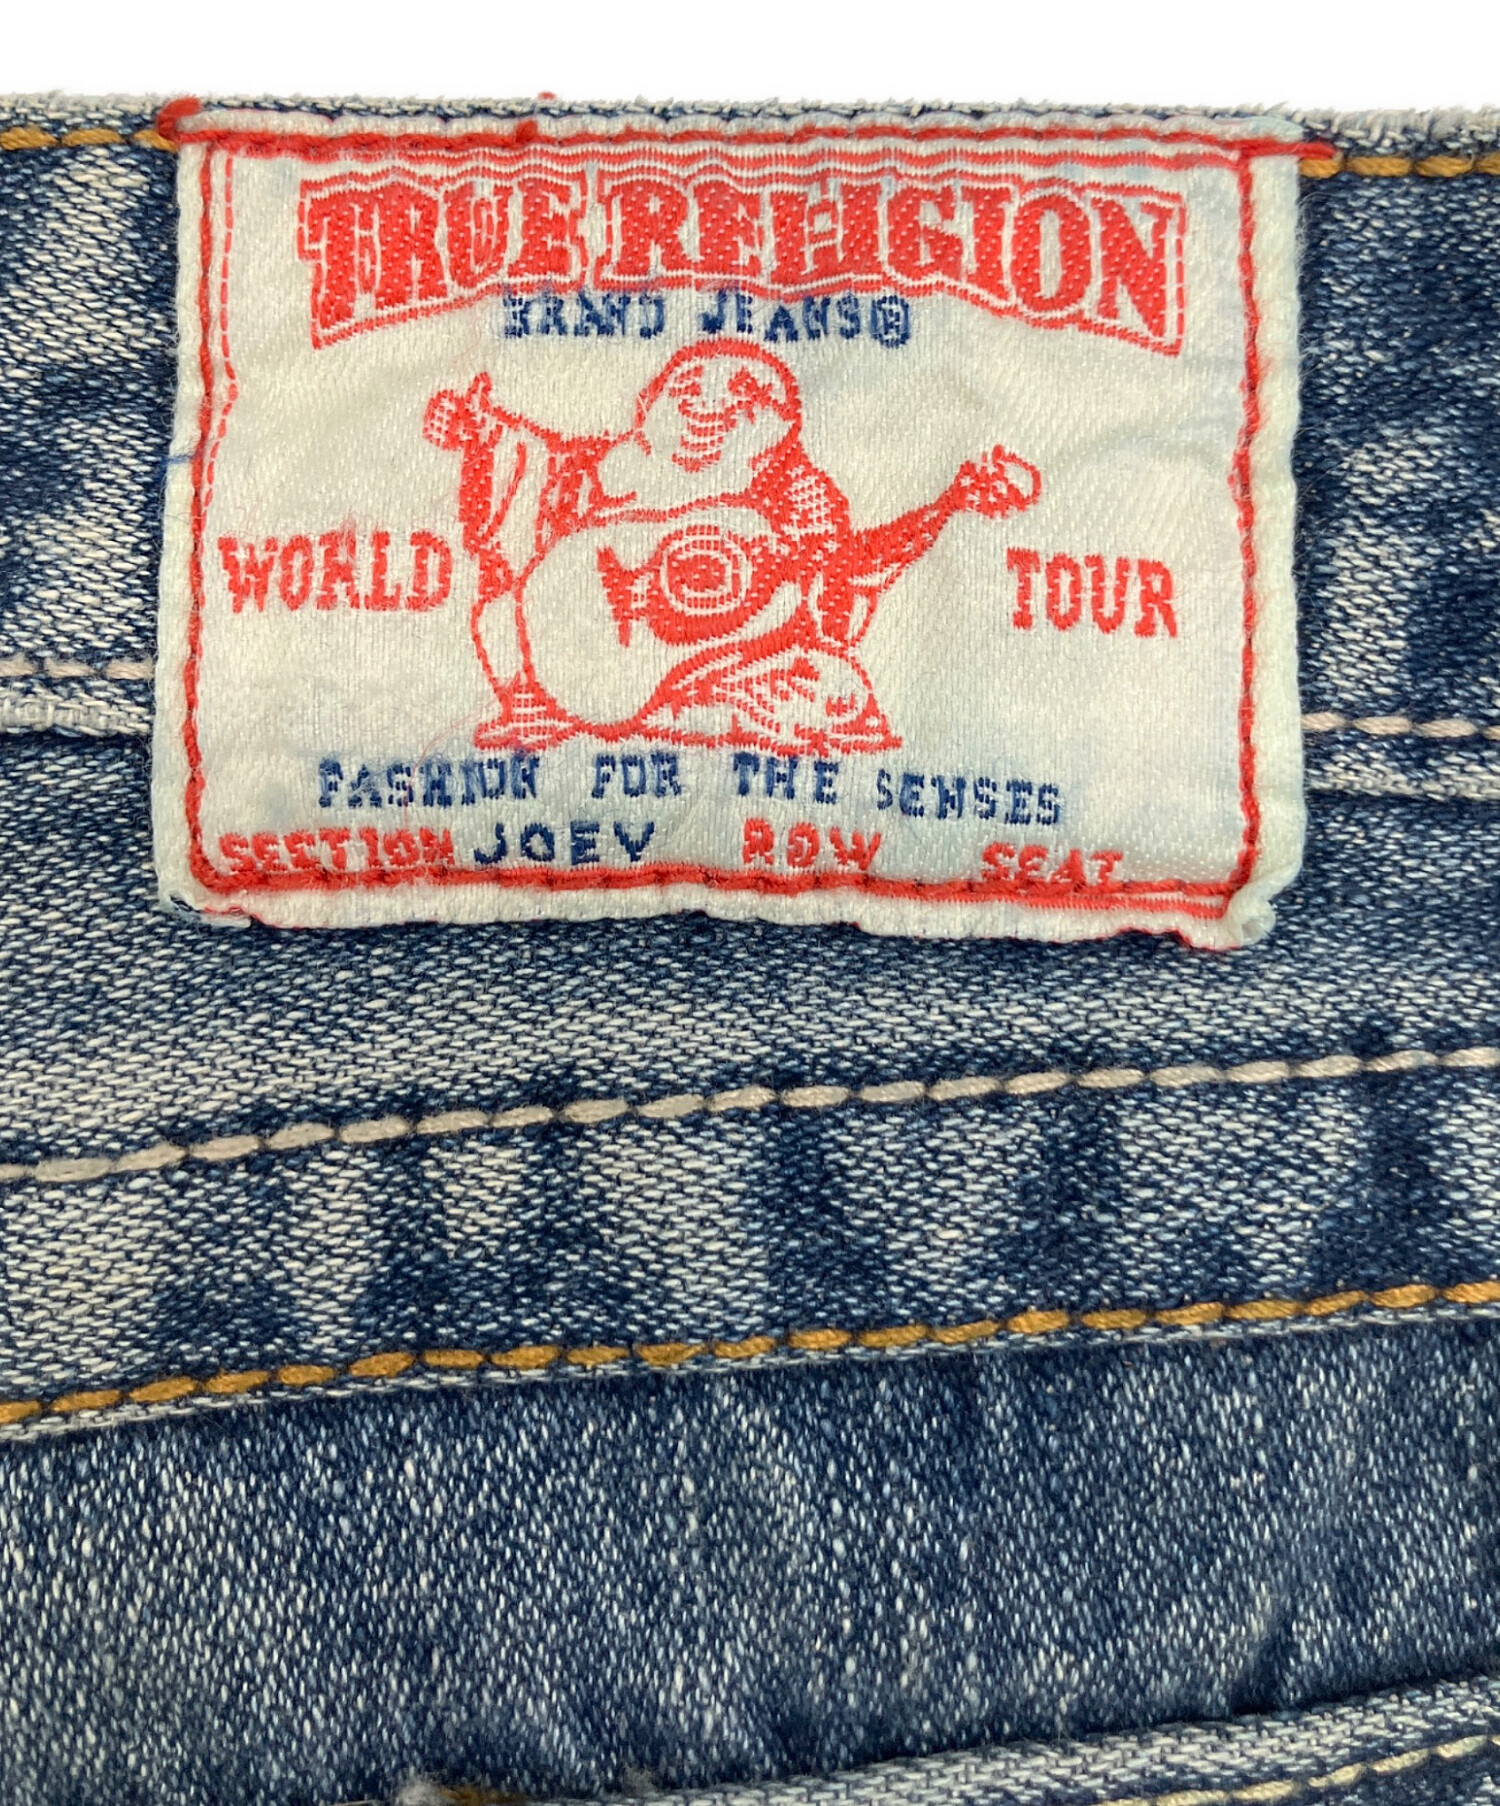 TRUE RELIGION
BRAND JEANS®
WORLD TOUR
FASHION FOR THE SENSES
SECTION JOEY ROW SEAT